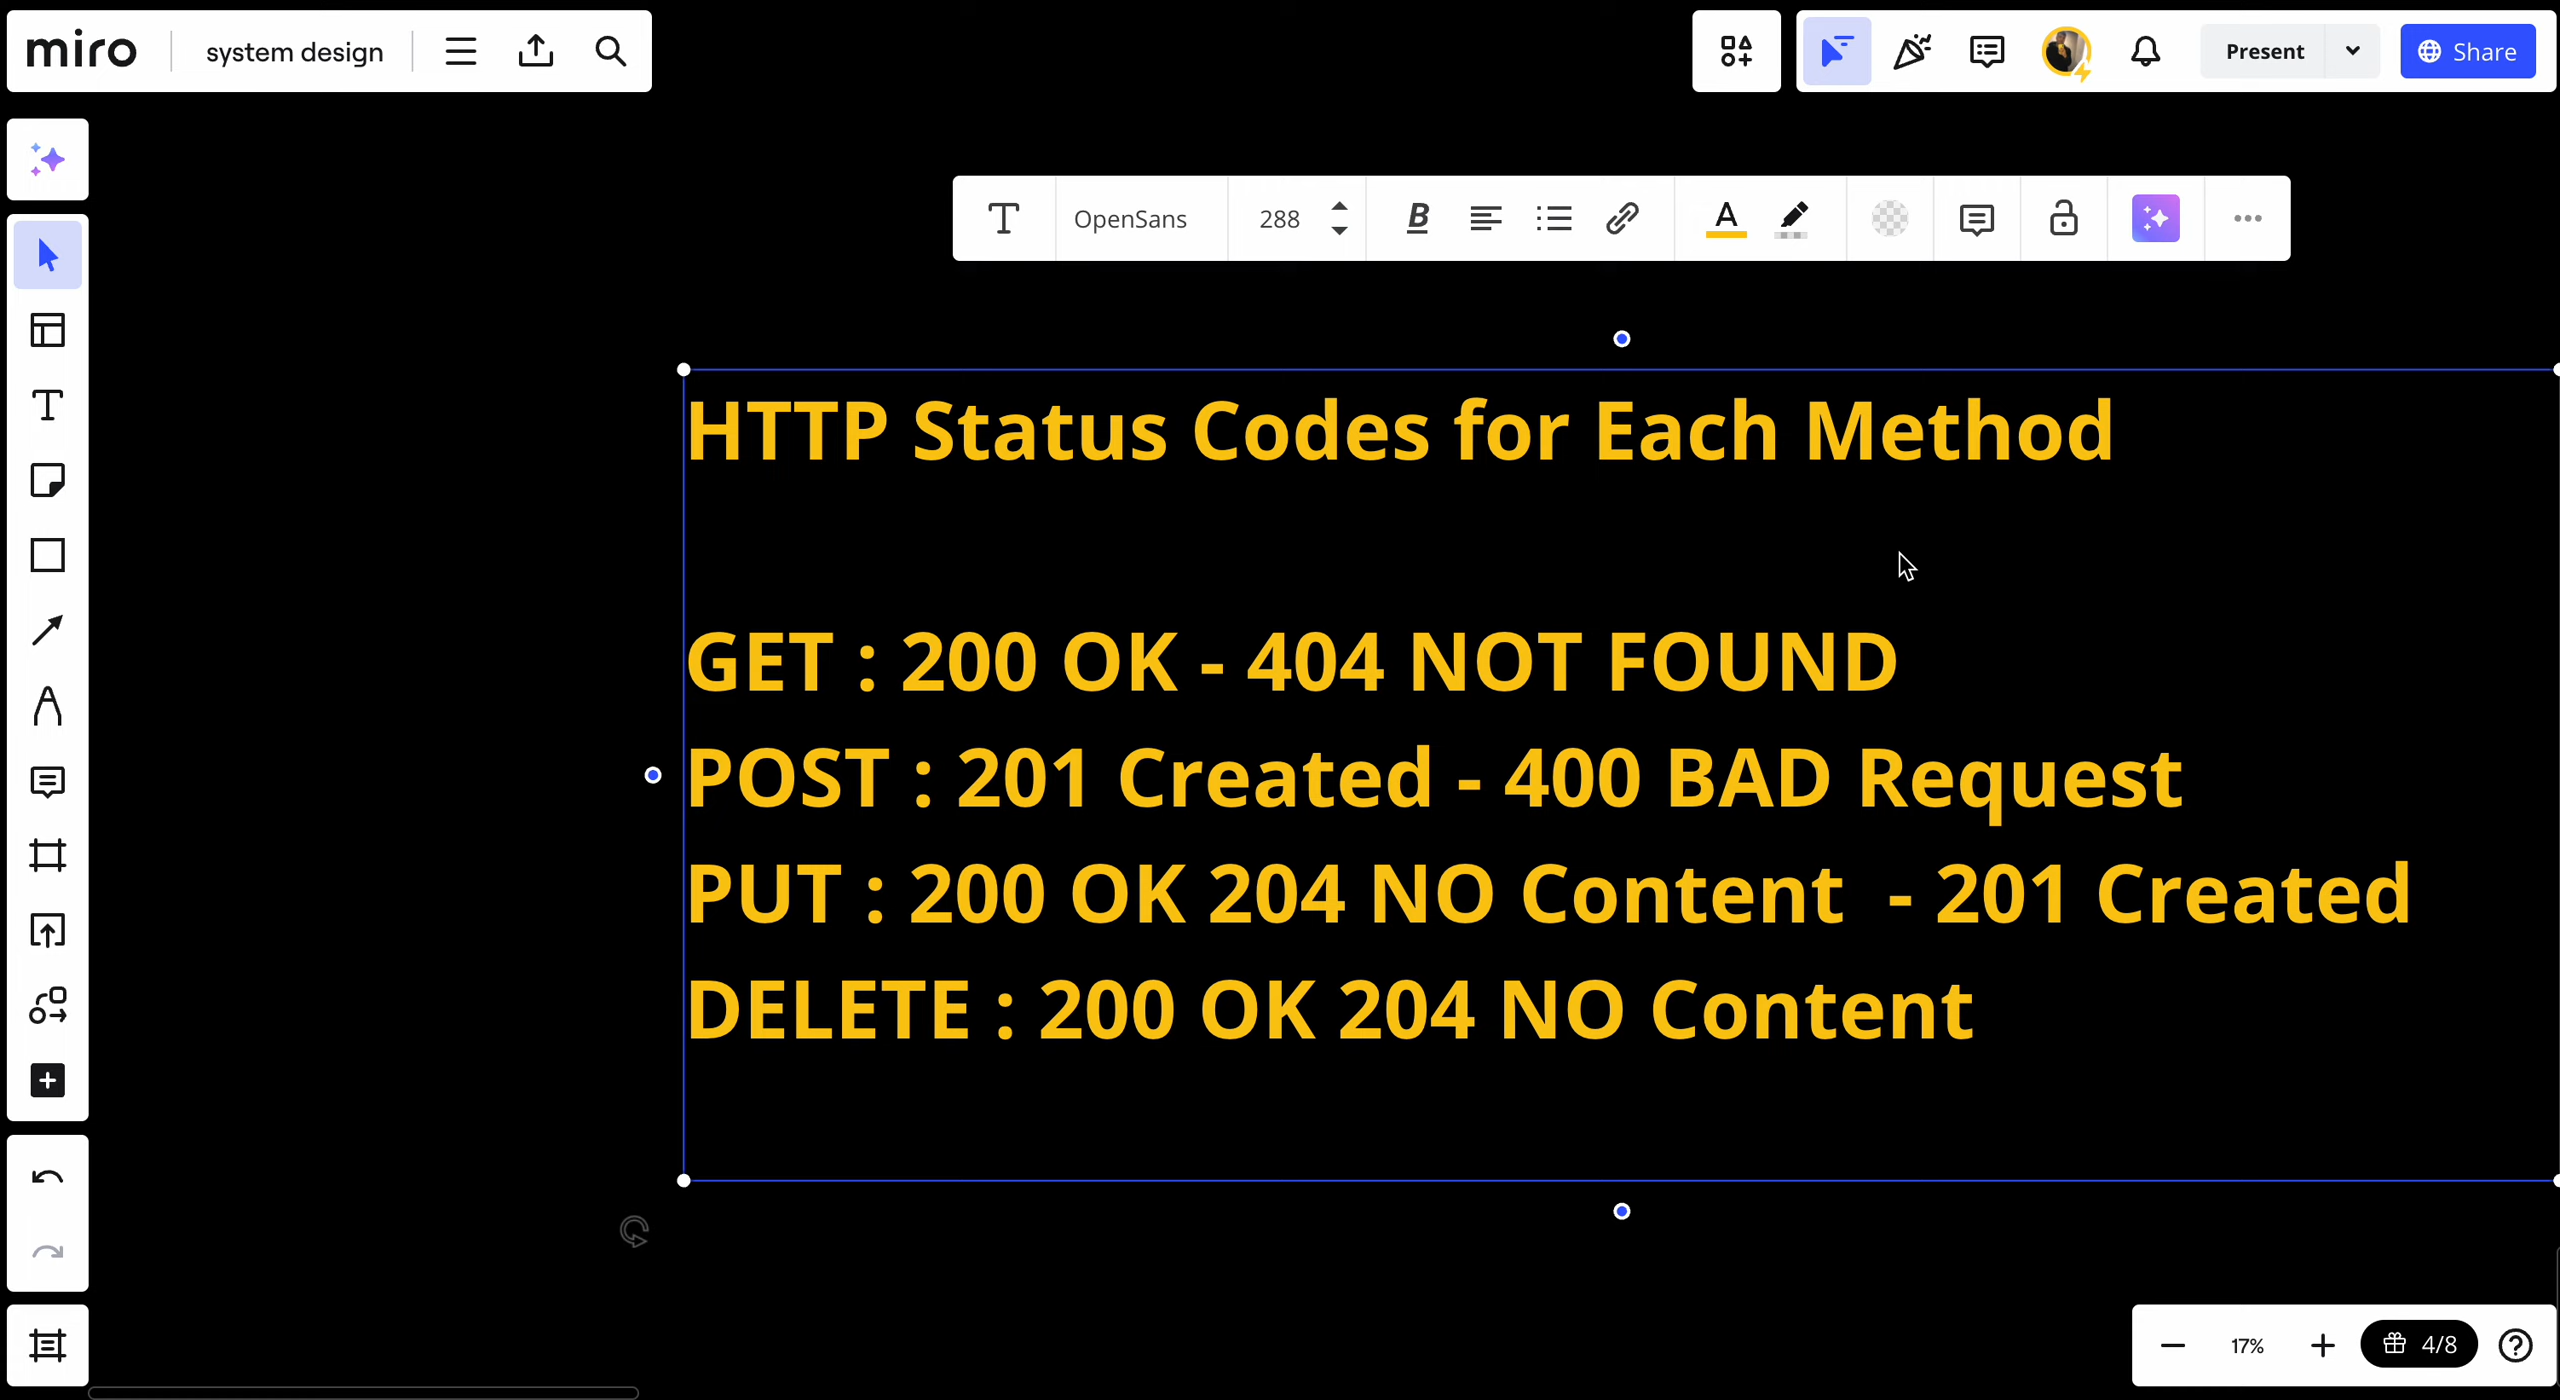 miro
system design
Present
Share
OpenSans
288
HTTP Status Codes for Each Method
GET : 200 OK - 404 NOT FOUND
POST : 201 Created - 400 BAD Request
PUT : 200 OK 204 NO Content - 201 Created
DELETE : 200 OK 204 NO Content
17%
4/8